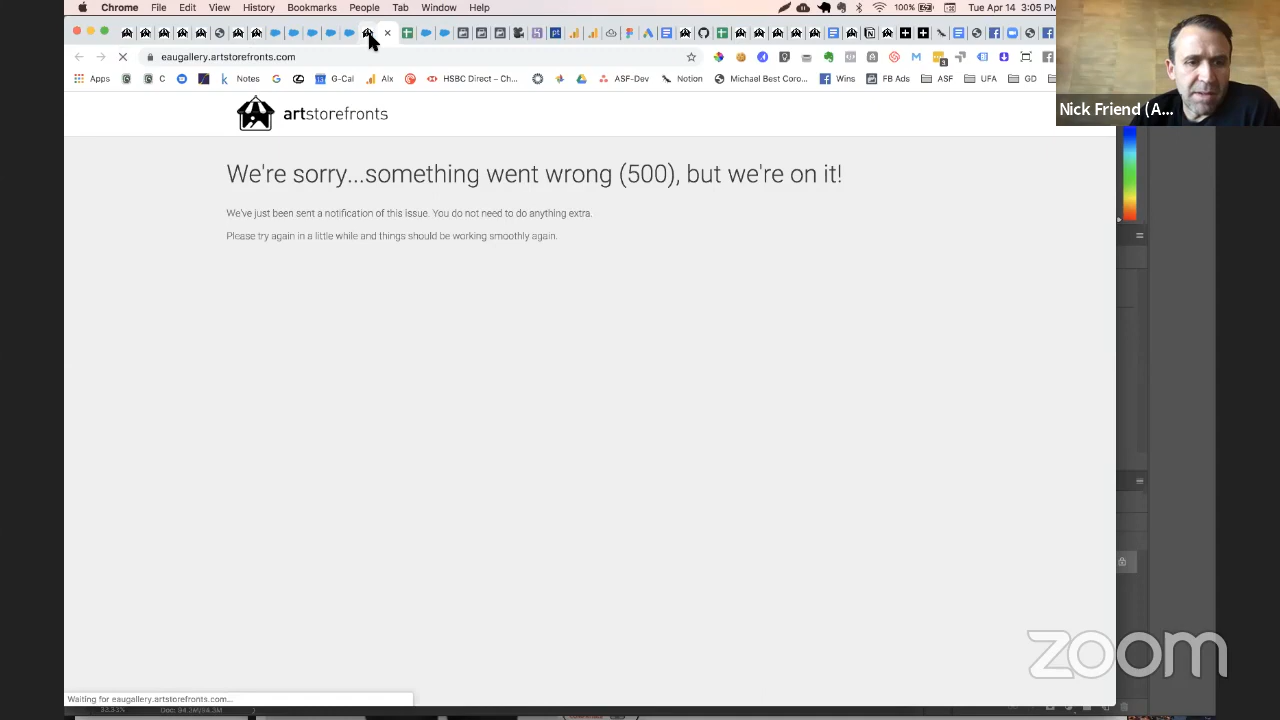 Chrome File Edit View History Bookmarks People Tab Window Help 100% Tue Apr 14 3:05 PM
eaugallery.artstorefronts.com
Apps C Notes G-Cal Alx HSBC Direct – Ch... ASF-Dev Notion Michael Best Coro... Wins FB Ads ASF UFA GD
Nick Friend (A...
artstorefronts
We're sorry...something went wrong (500), but we're on it!
We've just been sent a notification of this issue. You do not need to do anything extra.
Please try again in a little while and things should be working smoothly again.
zoom
Waiting for eaugallery.artstorefronts.com...